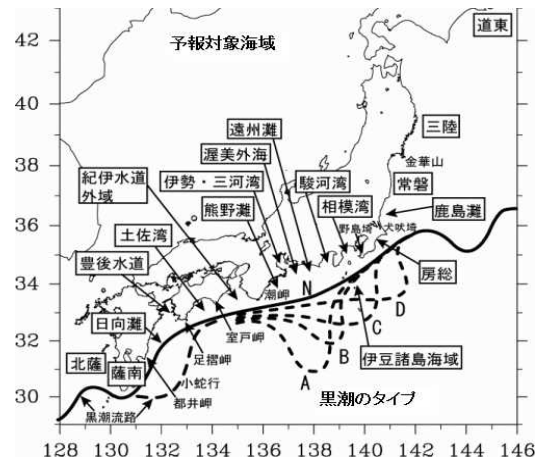 42
40
38
36
34
32
30
128
130
132
134
136
138
140
142
144
146
予報対象海域
道東
三陸
金華山
常磐
鹿島灘
犬吠埼
野島埼
房総
遠州灘
渥美外海
伊勢・三河湾
熊野灘
駿河湾
相模湾
紀伊水道
外域
土佐湾
豊後水道
日向灘
北薩
薩南
潮岬
室戸岬
足摺岬
都井岬
小蛇行
黒潮流路
N
A
B
C
D
伊豆諸島海域
黒潮のタイプ